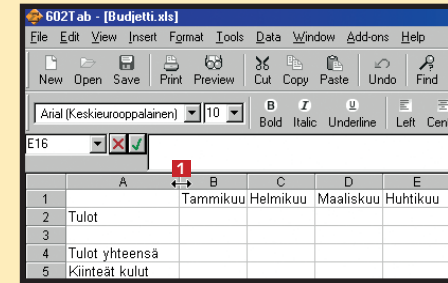 602Tab - [Budjetti.xls]
File Edit View Insert Format Tools Data Window Add-ons Help
New Open Save Print Preview Cut Copy Paste Undo Find
Arial (Keskieurooppalainen) 10 B I U
Bold Italic Underline Left Cent
E16
1
A B C D E
1 Tammikuu Helmikuu Maaliskuu Huhtikuu
2 Tulot
3
4 Tulot yhteensä
5 Kiinteät kulut